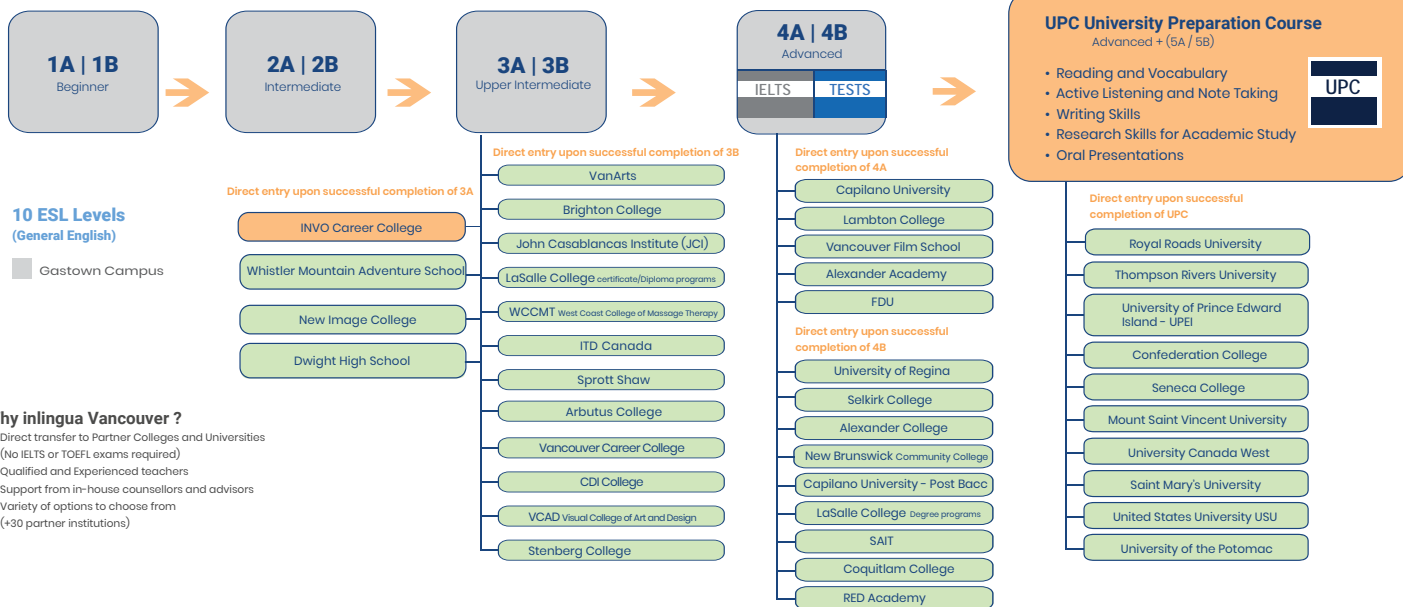 1A | 1B
Beginner
2A | 2B
Intermediate
3A | 3B
Upper Intermediate
4A | 4B
Advanced
IELTS
TESTS
UPC University Preparation Course
Advanced + (5A / 5B)
• Reading and Vocabulary
• Active Listening and Note Taking
• Writing Skills
• Research Skills for Academic Study
• Oral Presentations
UPC
10 ESL Levels
(General English)
Gastown Campus
Direct entry upon successful completion of 3A
INVO Career College
Whistler Mountain Adventure School
New Image College
Dwight High School
Direct entry upon successful completion of 3B
VanArts
Brighton College
John Casablancas Institute (JCI)
LaSalle College certificate/Diploma programs
WCCMT West Coast College of Massage Therapy
ITD Canada
Sprott Shaw
Arbutus College
Vancouver Career College
CDI College
VCAD Visual College of Art and Design
Stenberg College
Direct entry upon successful
completion of 4A
Capilano University
Lambton College
Vancouver Film School
Alexander Academy
FDU
Direct entry upon successful
completion of 4B
University of Regina
Selkirk College
Alexander College
New Brunswick Community College
Capilano University - Post Bacc
LaSalle College Degree programs
SAIT
Coquitlam College
RED Academy
Direct entry upon successful
completion of UPC
Royal Roads University
Thompson Rivers University
University of Prince Edward
Island - UPEI
Confederation College
Seneca College
Mount Saint Vincent University
University Canada West
Saint Mary's University
United States University USU
University of the Potomac
hy inlingua Vancouver ?
Direct transfer to Partner Colleges and Universities
(No IELTS or TOEFL exams required)
Qualified and Experienced teachers
Support from in-house counsellors and advisors
Variety of options to choose from
(+30 partner institutions)